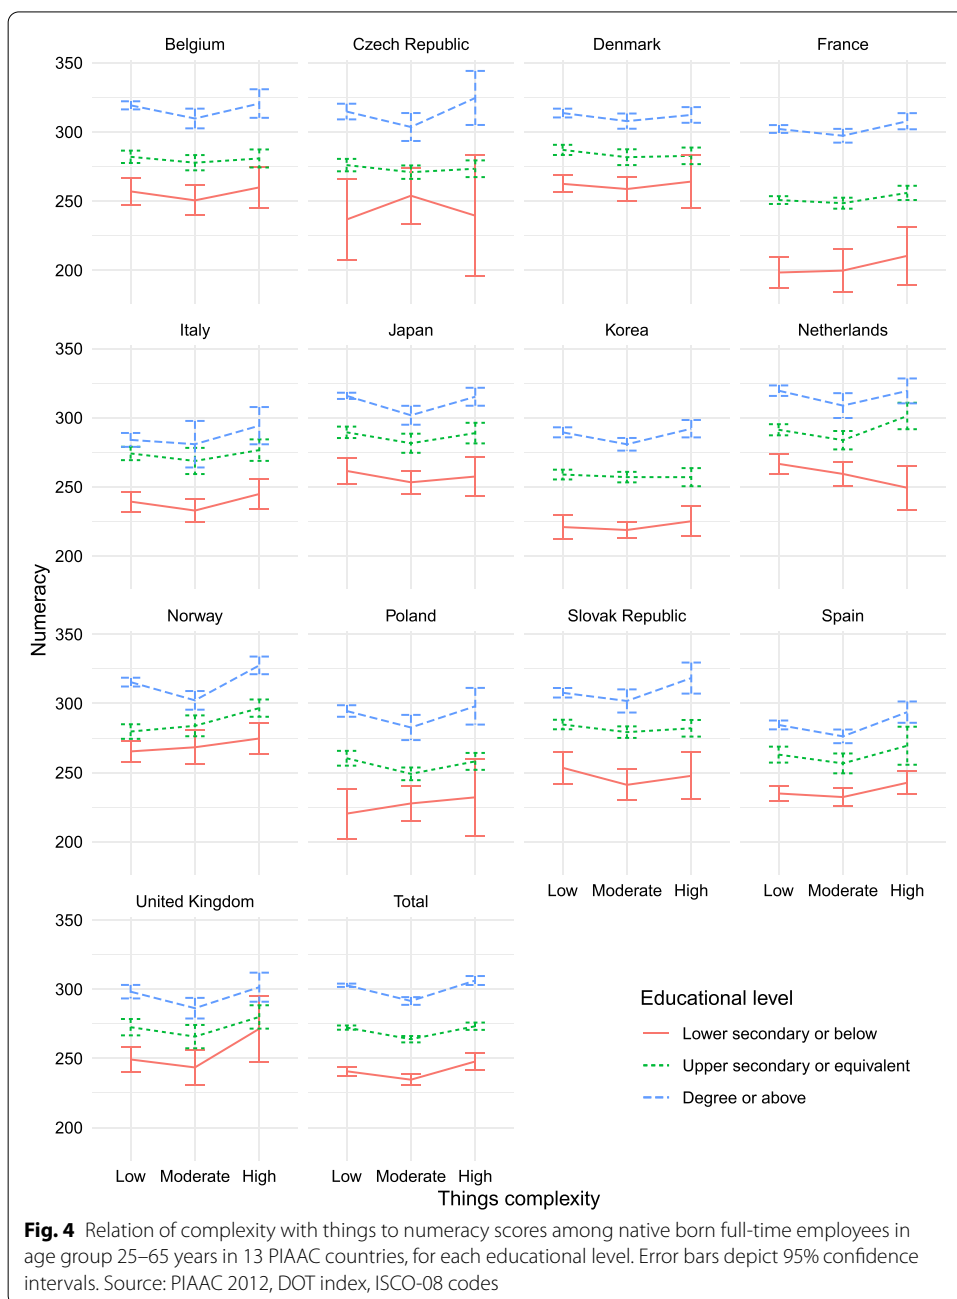 Belgium Czech Republic Denmark France
350
300
250
200
Italy Japan Korea Netherlands
350
300
250
200
Numeracy
Norway Poland Slovak Republic Spain
350
300
250
200
Low Moderate High Low Moderate High
United Kingdom Total
350
300
250
200
Low Moderate High Low Moderate High
Educational level
Lower secondary or below
Upper secondary or equivalent
Degree or above
Things complexity
Fig. 4 Relation of complexity with things to numeracy scores among native born full-time employees in
age group 25–65 years in 13 PIAAC countries, for each educational level. Error bars depict 95% confidence
intervals. Source: PIAAC 2012, DOT index, ISCO-08 codes